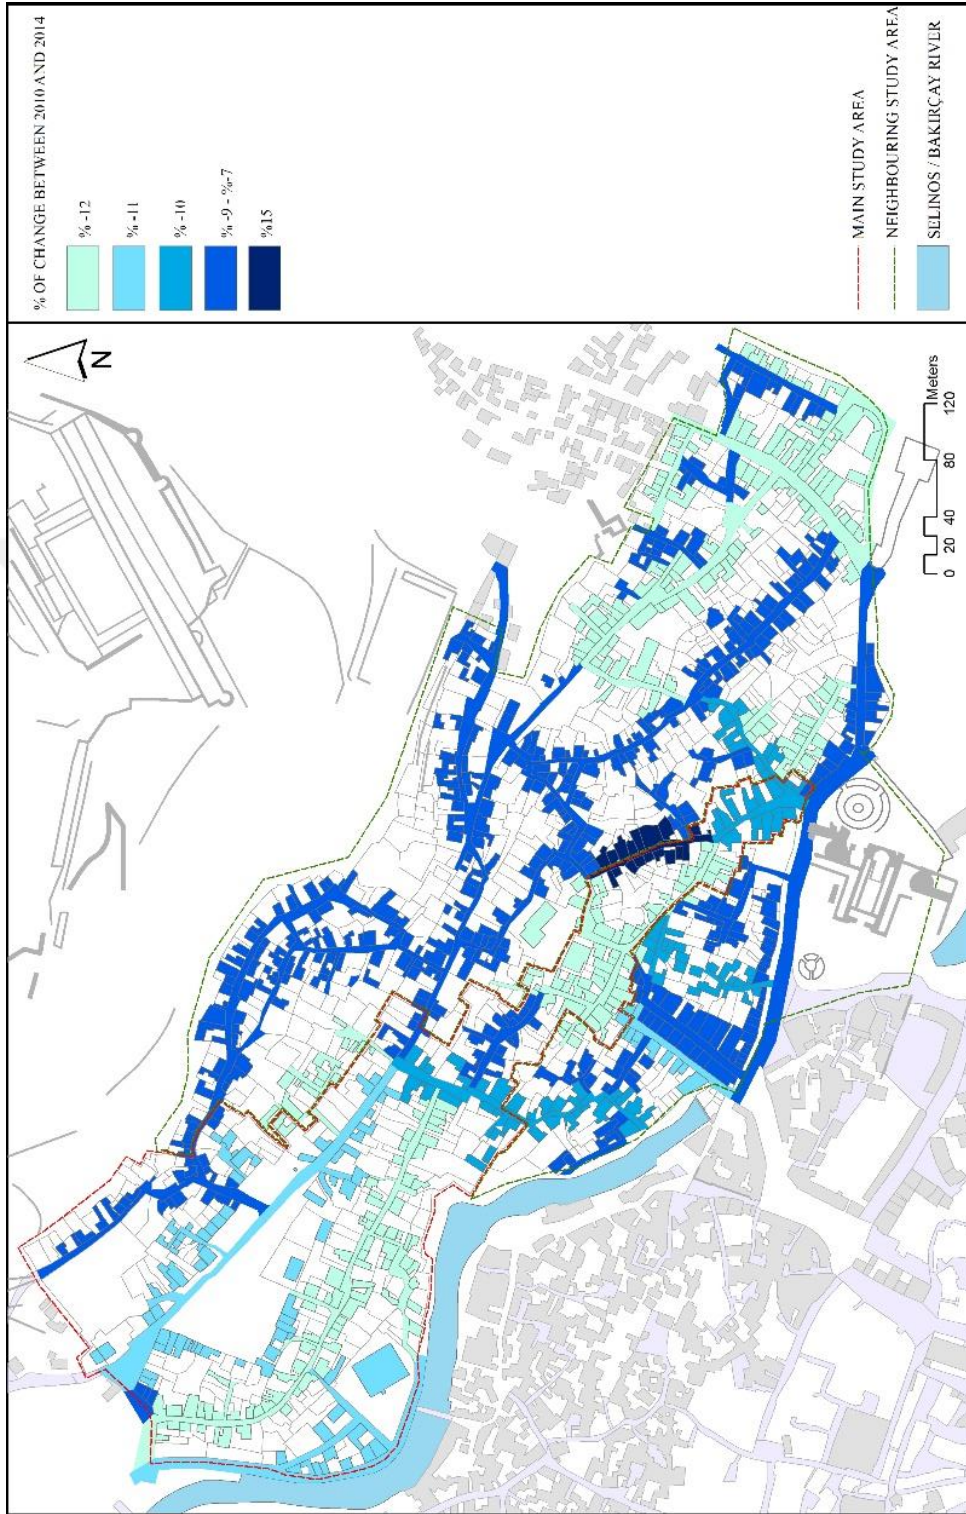 % OF CHANGE BETWEEN 2010 AND 2014
% -12
% -11
% -10
% -9 - %-7
%15
MAIN STUDY AREA
NEIGHBOURING STUDY AREA
SELINOS / BAKIRÇAY RIVER
N
Meters
0 20 40 80 120